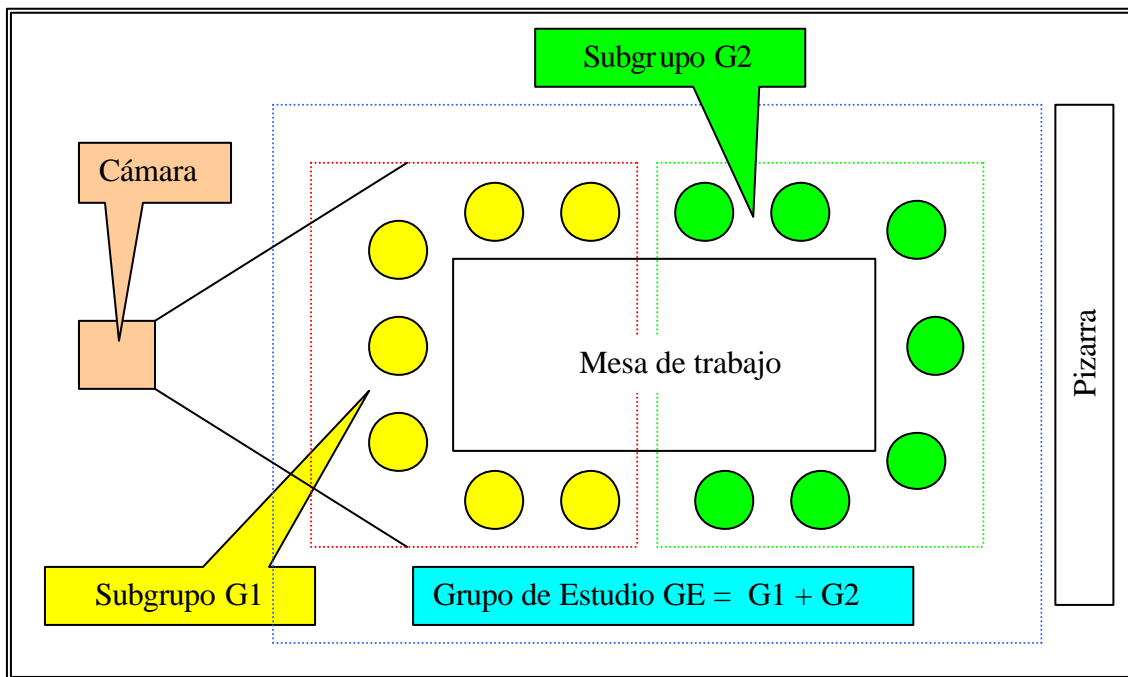 Subgrupo G2
Cámara
Mesa de trabajo
Pizarra
Subgrupo G1
Grupo de Estudio GE = G1 + G2